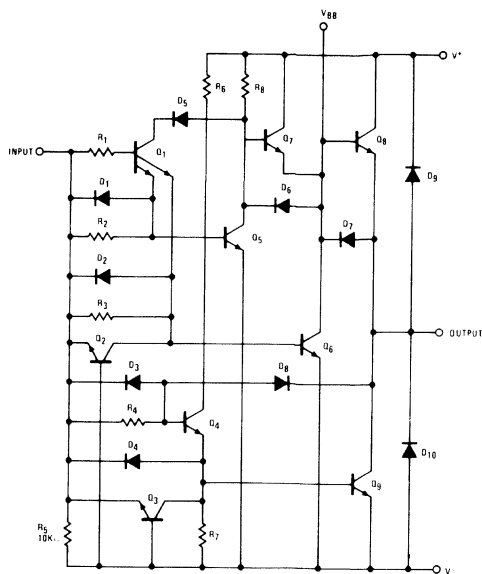 VBB
V+
R6
R8
D5
Q7
Q8
R1
Q1
INPUT
D9
D1
D6
R2
Q5
D7
D2
R3
OUTPUT
Q2
Q6
D3
D8
R4
Q4
D4
D10
Q9
Q3
R5
10K
R7
V-